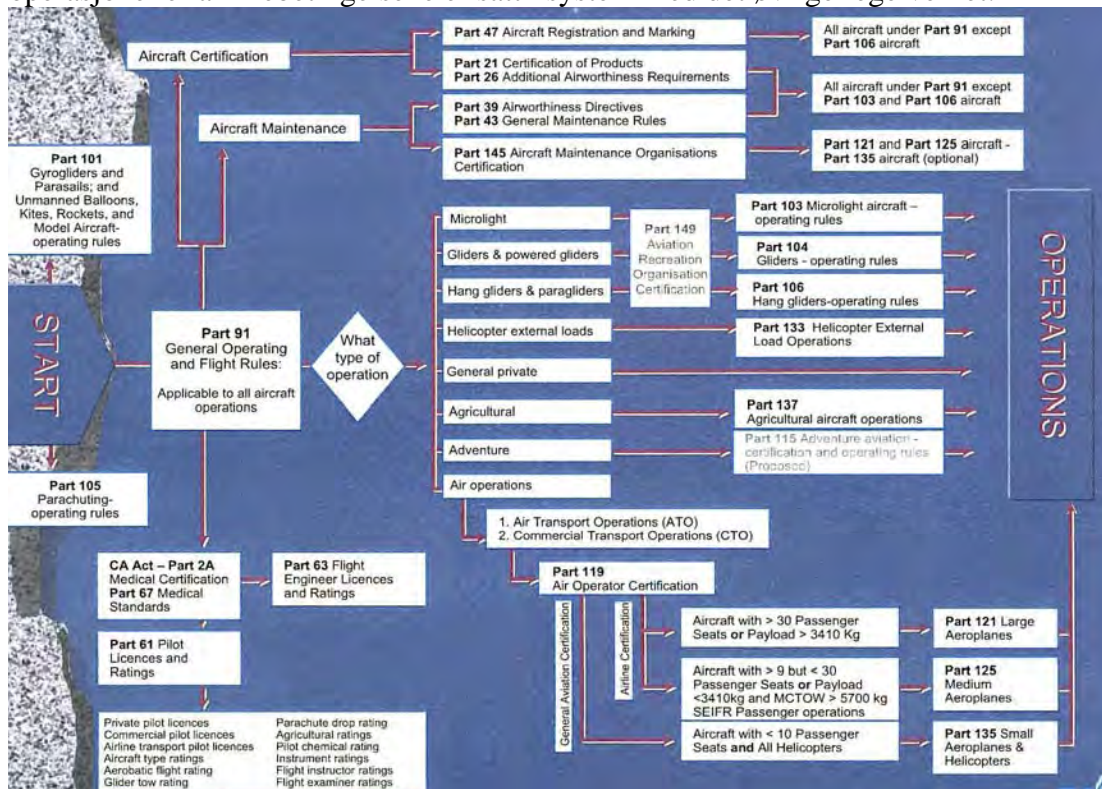 Aircraft Certification
Part 47 Aircraft Registration and Marking
All aircraft under Part 91 except
Part 106 aircraft
Part 21 Certification of Products
Part 26 Additional Airworthiness Requirements
All aircraft under Part 91 except
Part 103 and Part 106 aircraft
Aircraft Maintenance
Part 39 Airworthiness Directives
Part 43 General Maintenance Rules
Part 145 Aircraft Maintenance Organisations
Certification
Part 121 and Part 125 aircraft -
Part 135 aircraft (optional)
Part 101
Gyrogliders and
Parasails; and
Unmanned Balloons,
Kites, Rockets, and
Model Aircraft-
operating rules
START
Part 105
Parachuting-
operating rules
Part 91
General Operating
and Flight Rules:
Applicable to all aircraft
operations
What
type of
operation
Microlight
Gliders & powered gliders
Hang gliders & paragliders
Helicopter external loads
General private
Agricultural
Adventure
Air operations
Part 149
Aviation
Recreation
Organisation
Certification
Part 103 Microlight aircraft –
operating rules
Part 104
Gliders - operating rules
Part 106
Hang gliders-operating rules
Part 133 Helicopter External
Load Operations
Part 137
Agricultural aircraft operations
Part 115 Adventure aviation -
certification and operating rules
(Proposed)
OPERATIONS
1. Air Transport Operations (ATO)
2. Commercial Transport Operations (CTO)
Part 119
Air Operator Certification
General Aviation Certification
Airline Certification
Aircraft with > 30 Passenger
Seats or Payload > 3410 Kg
Part 121 Large
Aeroplanes
Aircraft with > 9 but < 30
Passenger Seats or Payload
<3410kg and MCTOW > 5700 kg
SEIFR Passenger operations
Part 125
Medium
Aeroplanes
Aircraft with < 10 Passenger
Seats and All Helicopters
Part 135 Small
Aeroplanes &
Helicopters
CA Act – Part 2A
Medical Certification
Part 67 Medical
Standards
Part 63 Flight
Engineer Licences
and Ratings
Part 61 Pilot
Licences and
Ratings
Private pilot licences
Commercial pilot licences
Airline transport pilot licences
Aircraft type ratings
Aerobatic flight rating
Glider tow rating
Parachute drop rating
Agricultural ratings
Pilot chemical rating
Instrument ratings
Flight instructor ratings
Flight examiner ratings